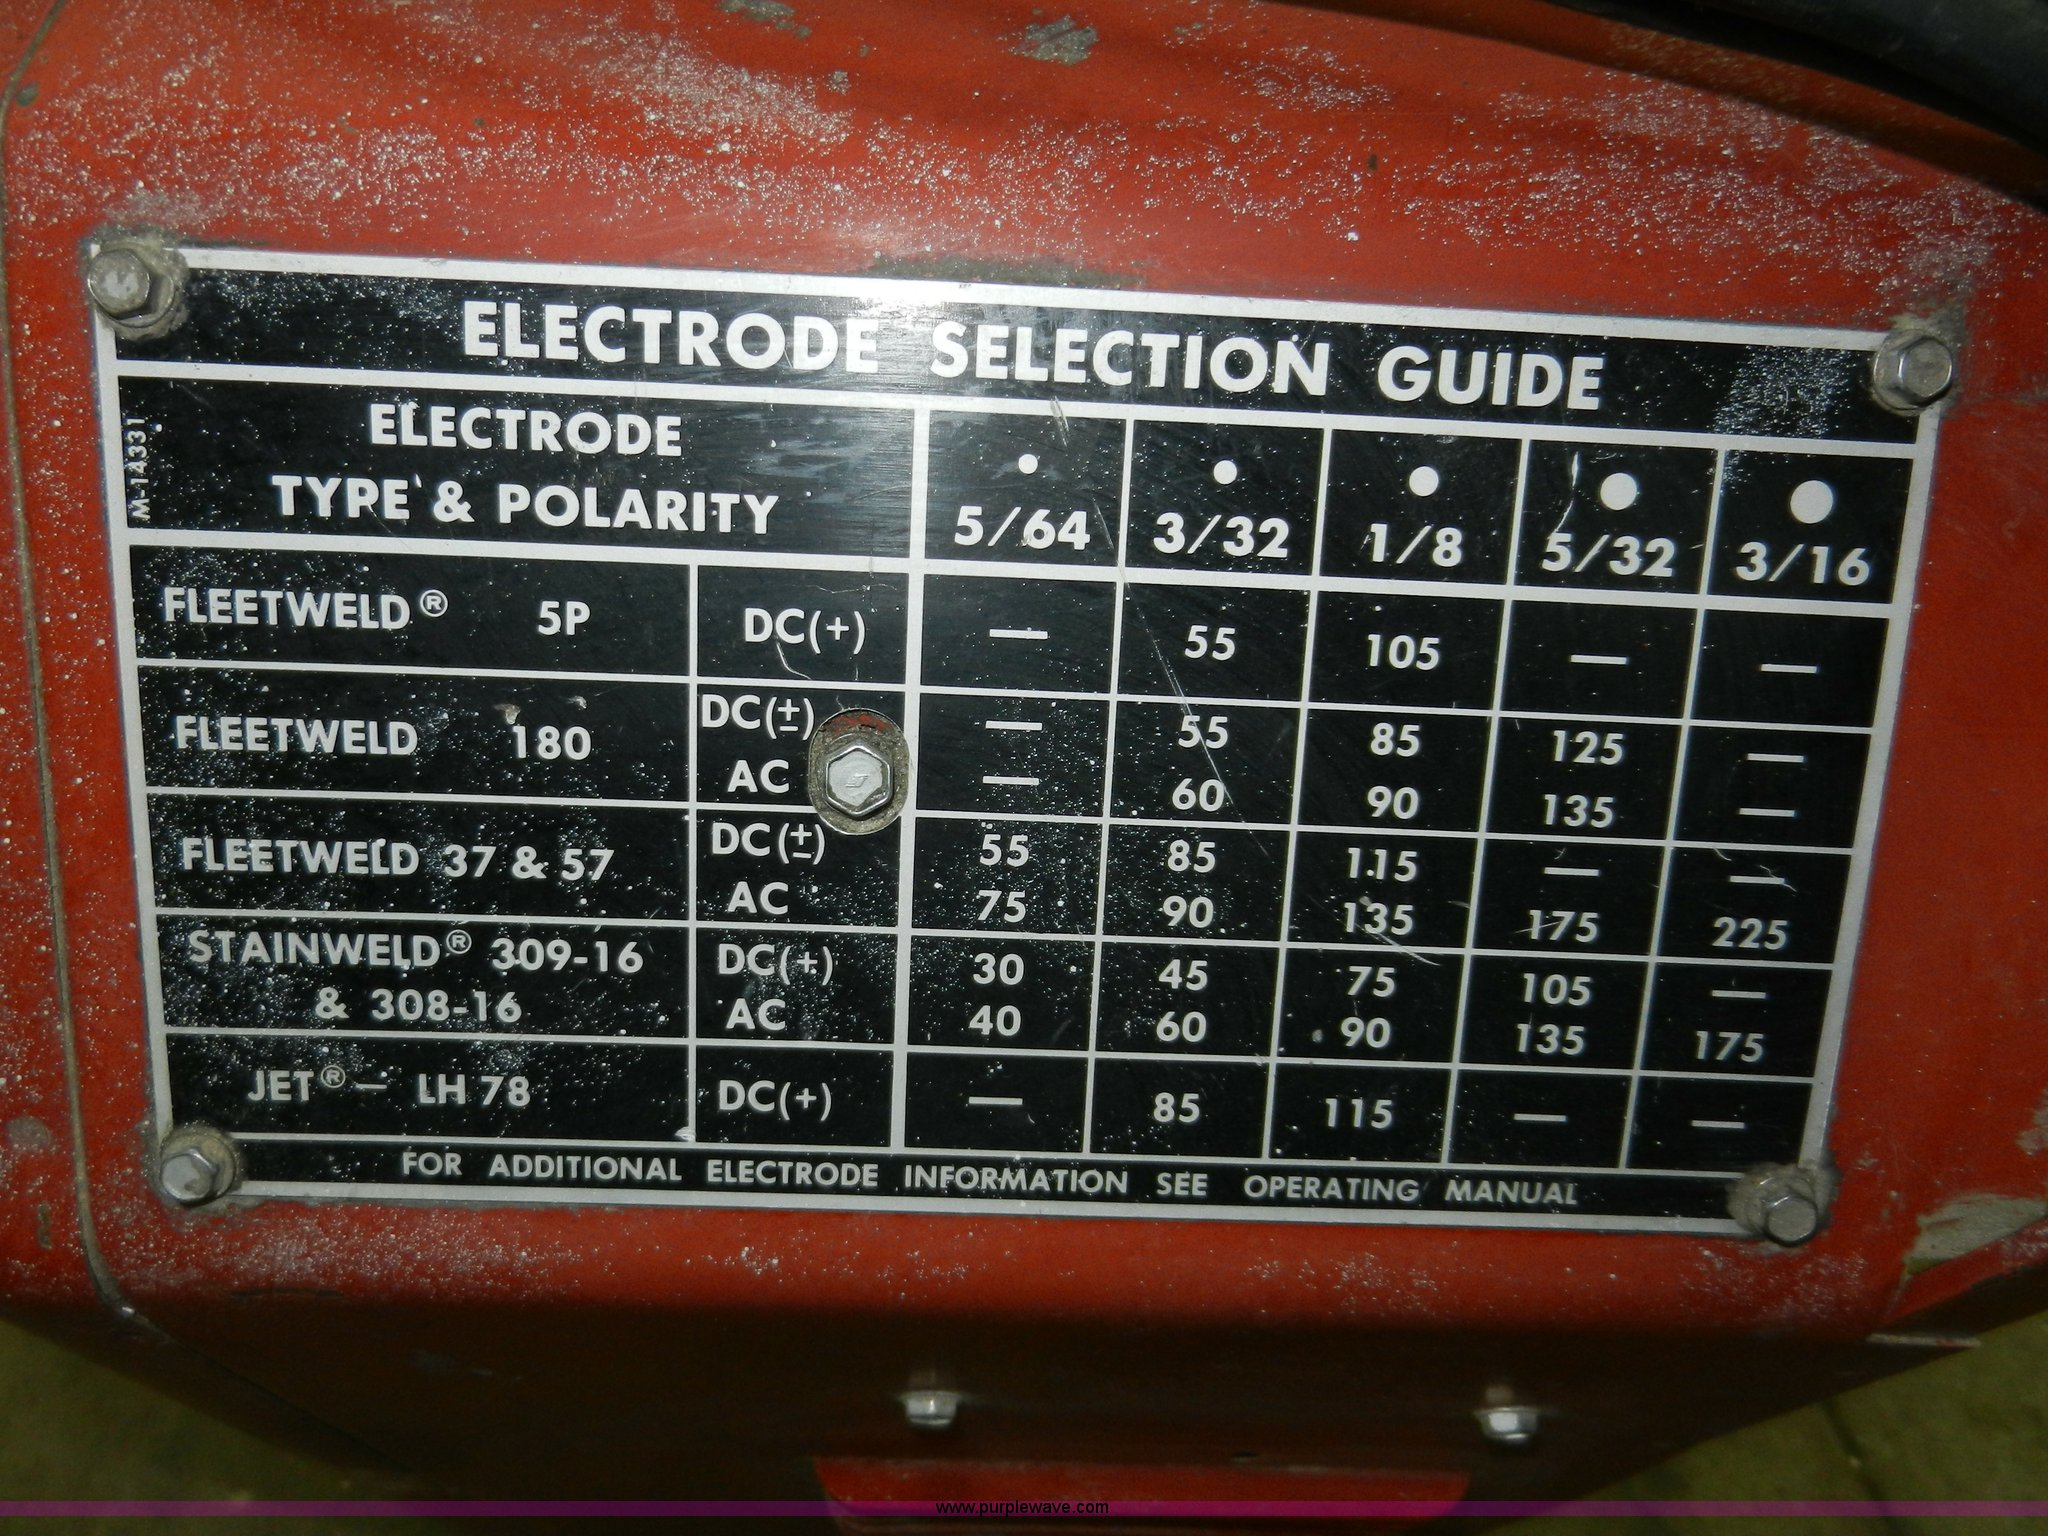 ELECTRODE SELECTION GUIDE
M-14331
ELECTRODE
TYPE & POLARITY
5/64 3/32 1/8 5/32 3/16
FLEETWELD® 5P DC(+) — 55 105 — —
FLEETWELD 180 DC(±) — 55 85 125 —
AC — 60 90 135 —
FLEETWELD 37 & 57 DC(±) 55 85 115 — —
AC 75 90 135 175 225
STAINWELD® 309-16 DC(+) 30 45 75 105 —
& 308-16 AC 40 60 90 135 175
JET® — LH 78 DC(+) — 85 115 — —
FOR ADDITIONAL ELECTRODE INFORMATION SEE OPERATING MANUAL
www.purplewave.com